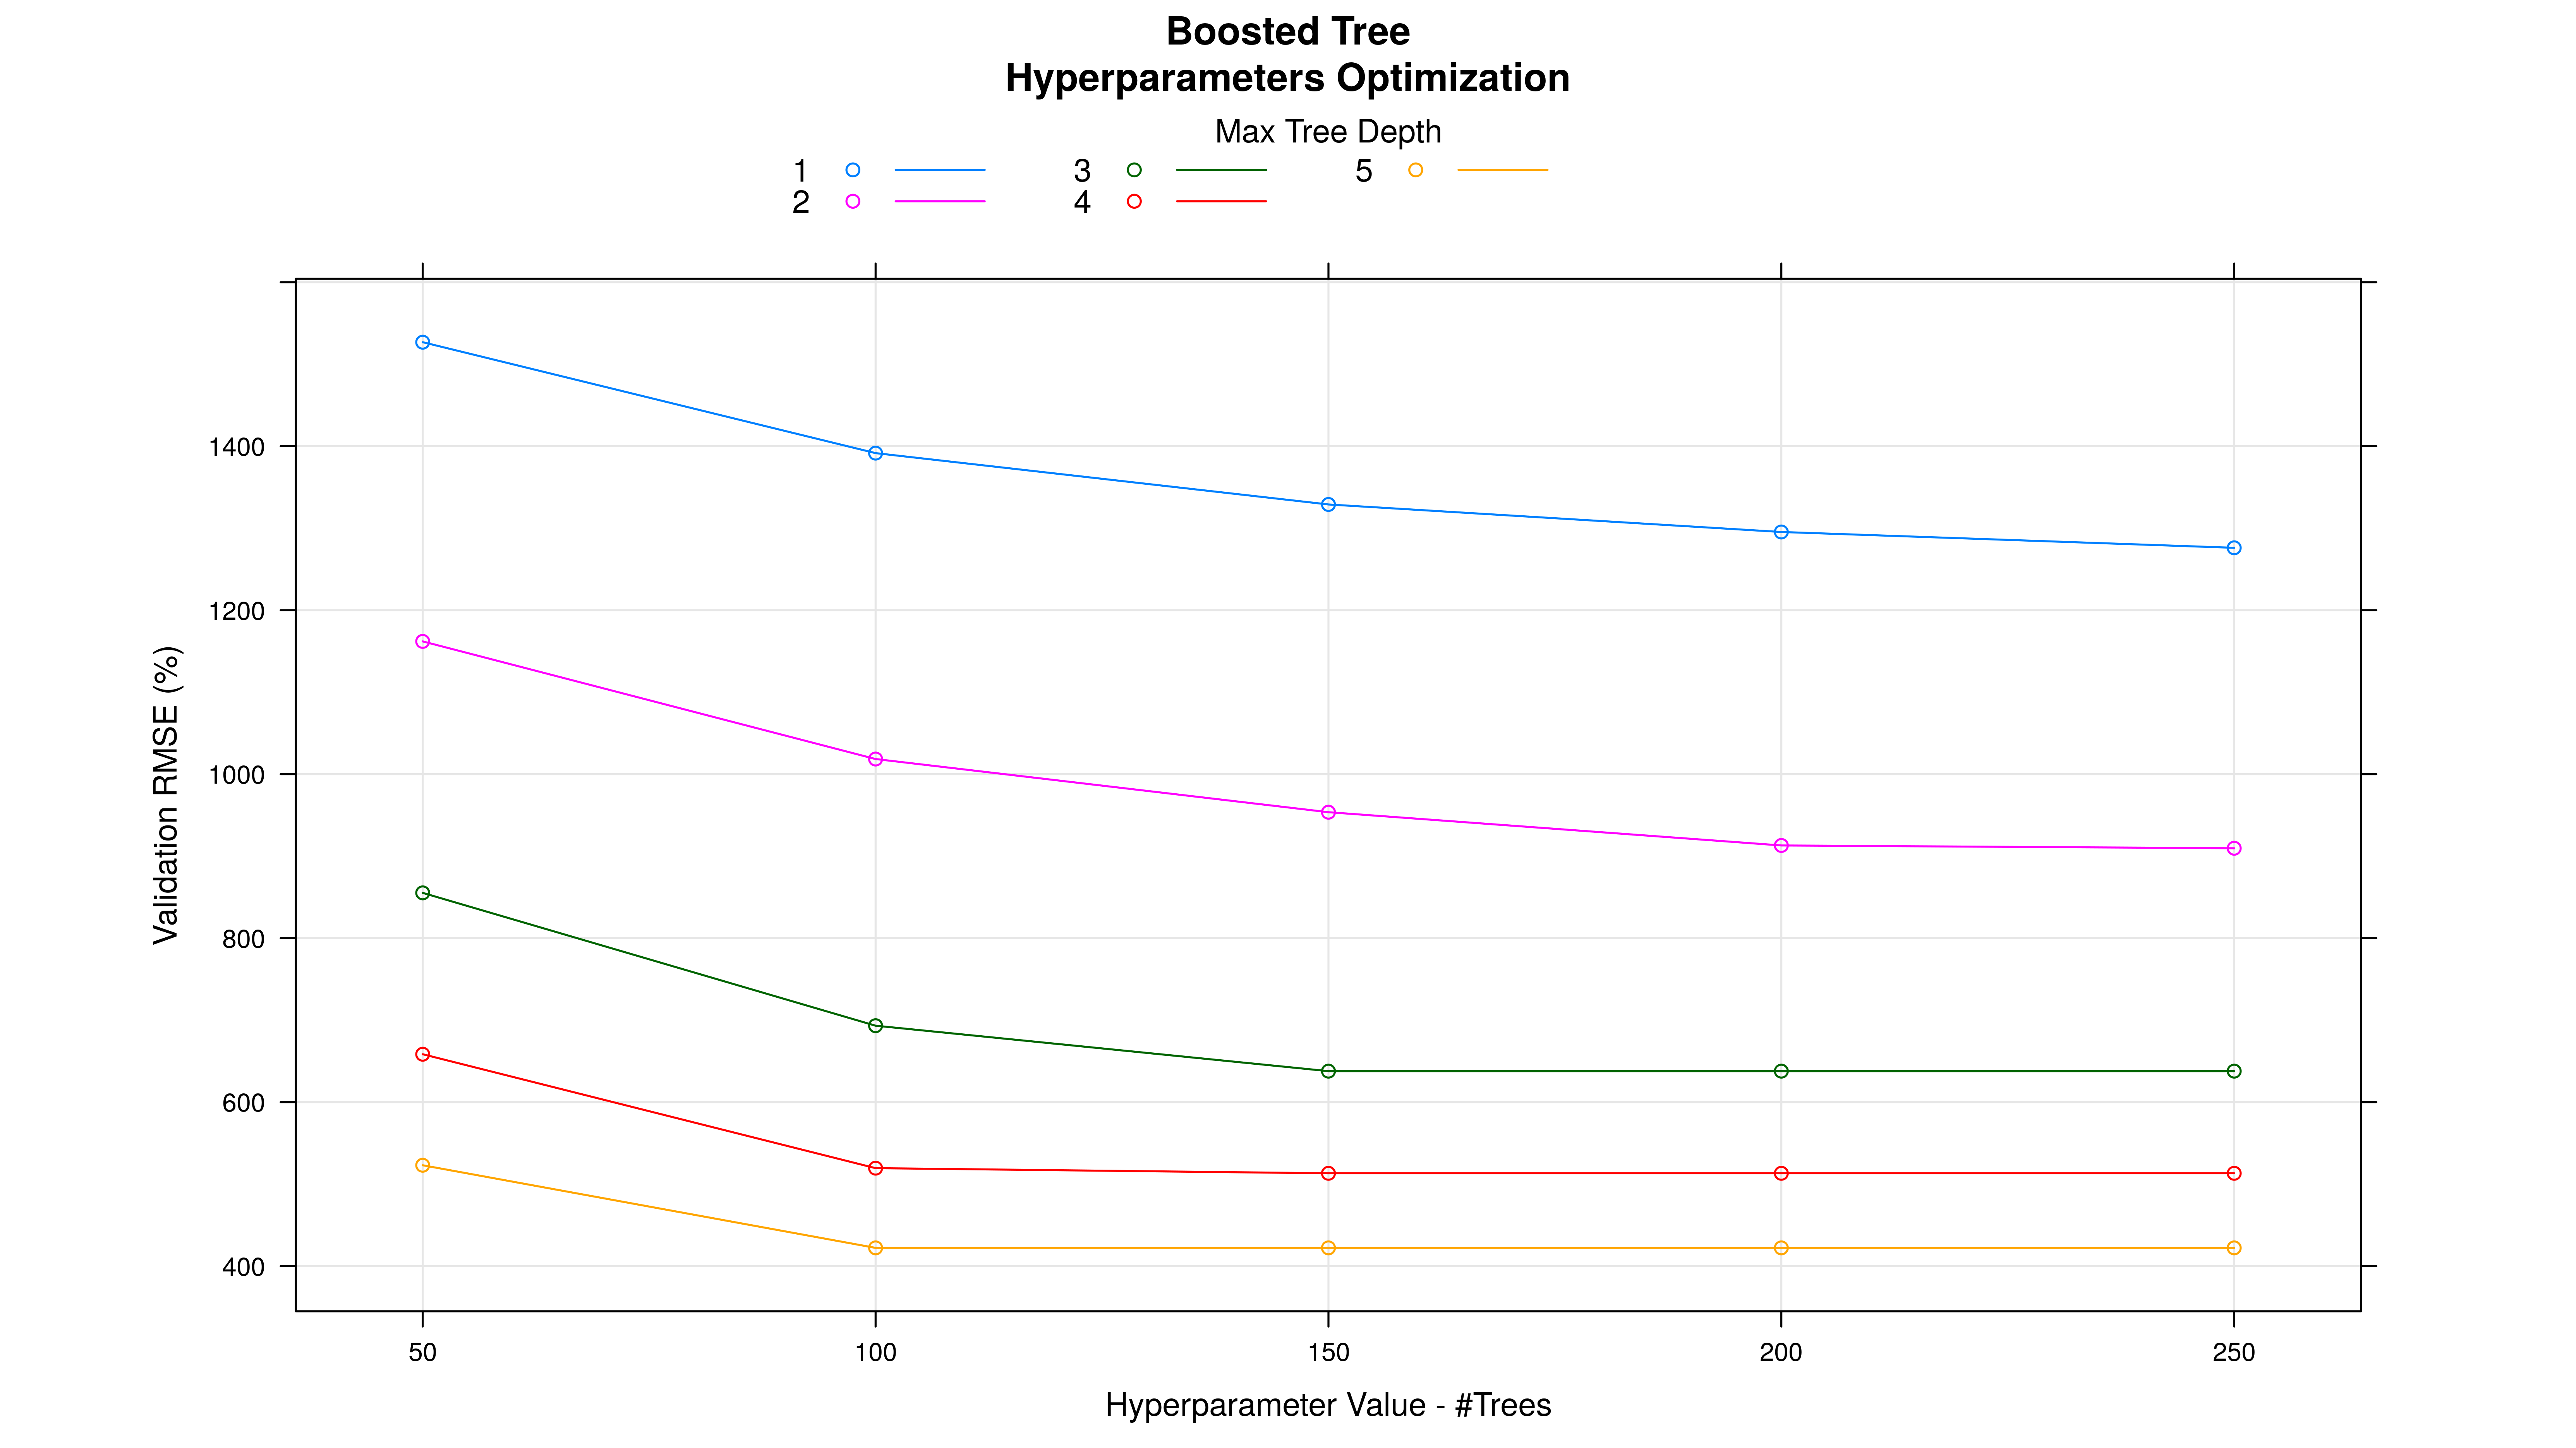 Boosted Tree
Hyperparameters Optimization
Max Tree Depth
1 3 5
2 4
Validation RMSE (%)
1400
1200
1000
800
600
400
50 100 150 200 250
Hyperparameter Value - #Trees